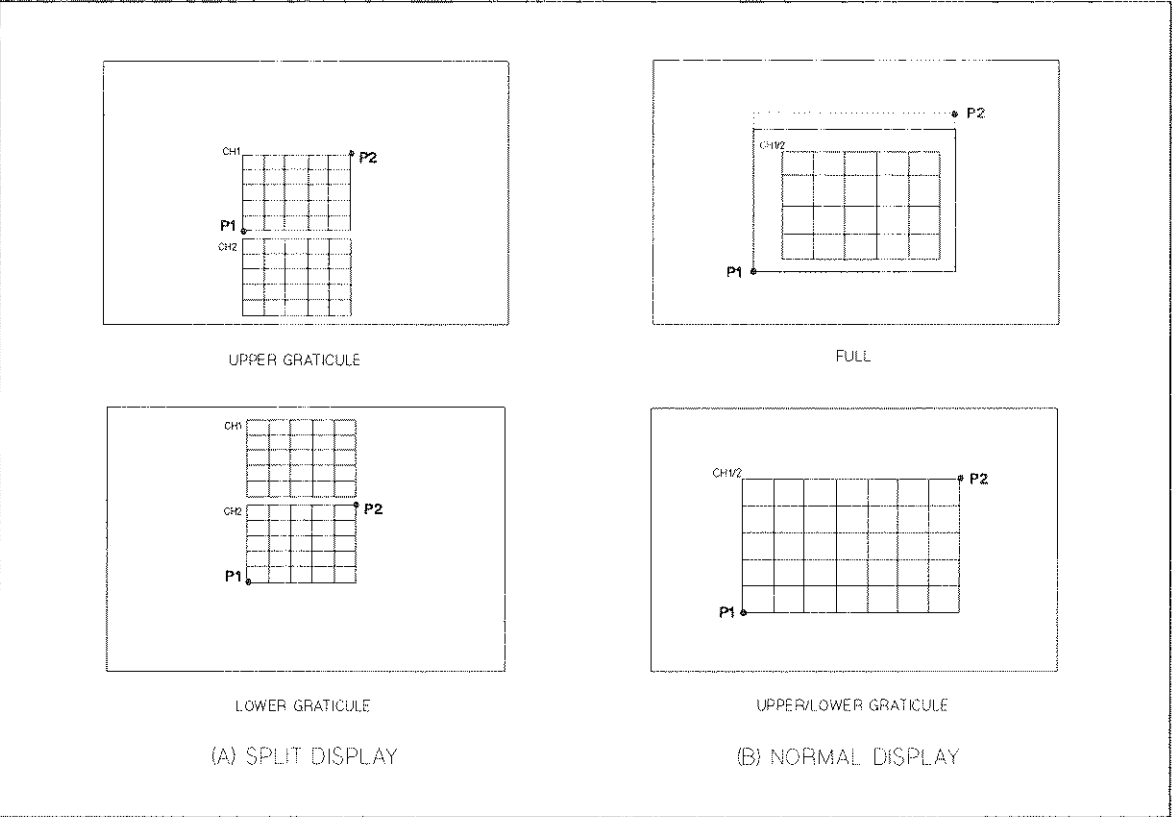 CH1
P2
P1
CH2
UPPER GRATICULE
P2
CH1/2
P1
FULL
CH1
CH2
P2
P1
LOWER GRATICULE
CH1/2
P2
P1
UPPER/LOWER GRATICULE
(A) SPLIT DISPLAY
(B) NORMAL DISPLAY